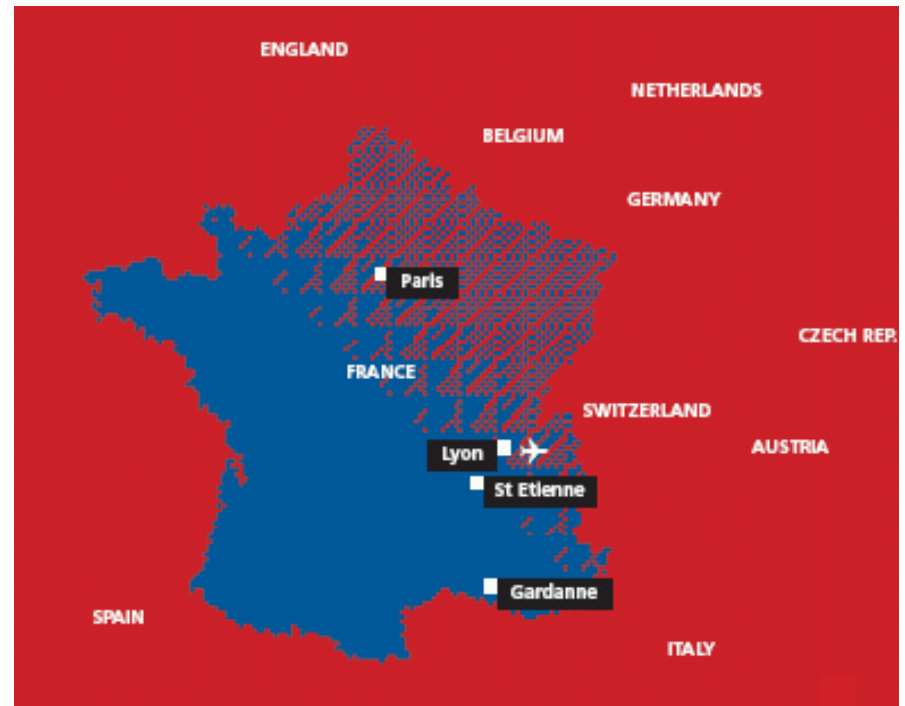 ENGLAND
NETHERLANDS
BELGIUM
GERMANY
Paris
CZECH REP.
FRANCE
SWITZERLAND
AUSTRIA
Lyon
St Etienne
Gardanne
SPAIN
ITALY